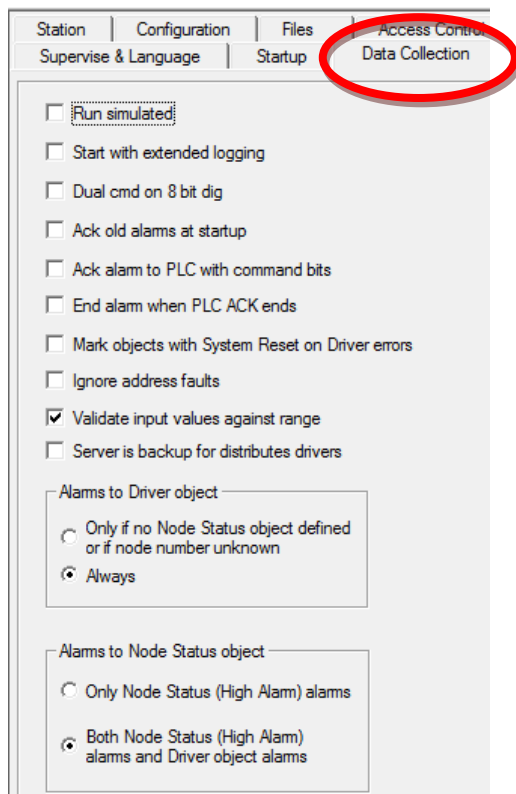 Station Configuration Files Access Control
Supervise & Language Startup Data Collection
Run simulated
Start with extended logging
Dual cmd on 8 bit dig
Ack old alarms at startup
Ack alarm to PLC with command bits
End alarm when PLC ACK ends
Mark objects with System Reset on Driver errors
Ignore address faults
Validate input values against range
Server is backup for distributes drivers
Alarms to Driver object
Only if no Node Status object defined
or if node number unknown
Always
Alarms to Node Status object
Only Node Status (High Alarm) alarms
Both Node Status (High Alarm)
alarms and Driver object alarms